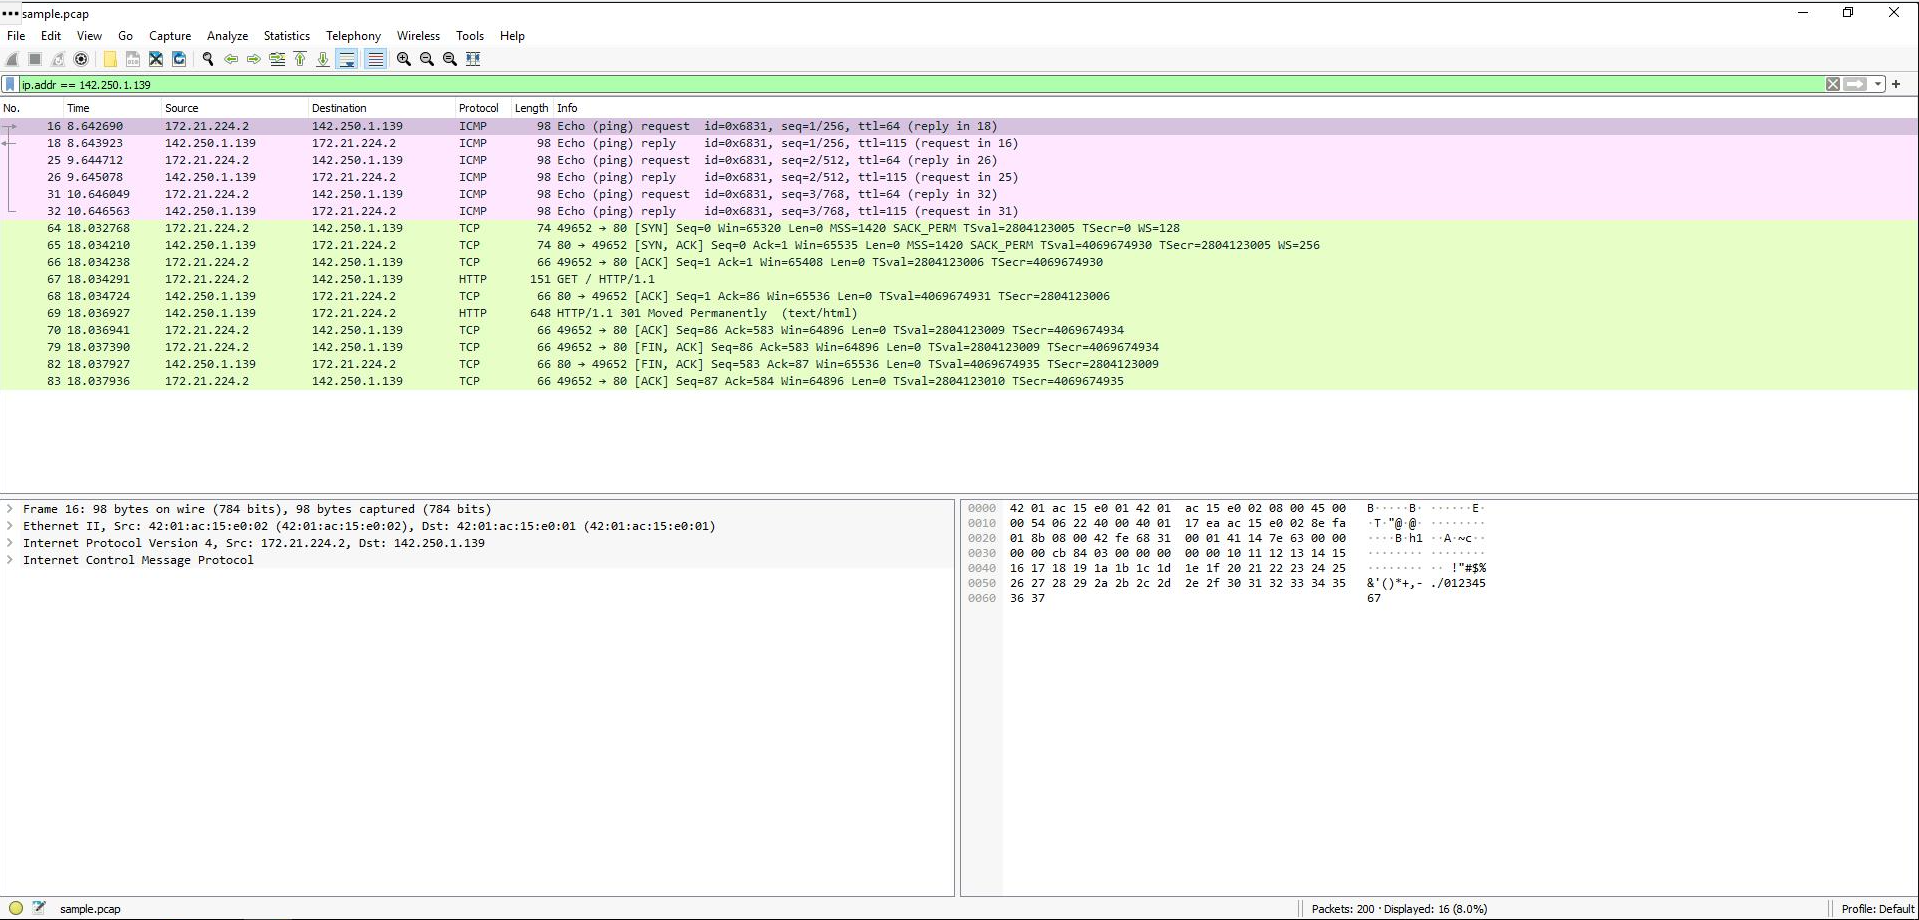 sample.pcap
File Edit View Go Capture Analyze Statistics Telephony Wireless Tools Help
ip.addr == 142.250.1.139
No. Time Source Destination Protocol Length Info
16 8.642690 172.21.224.2 142.250.1.139 ICMP 98 Echo (ping) request id=0x6831, seq=1/256, ttl=64 (reply in 18)
18 8.643923 142.250.1.139 172.21.224.2 ICMP 98 Echo (ping) reply id=0x6831, seq=1/256, ttl=115 (request in 16)
25 9.644712 172.21.224.2 142.250.1.139 ICMP 98 Echo (ping) request id=0x6831, seq=2/512, ttl=64 (reply in 26)
26 9.645078 142.250.1.139 172.21.224.2 ICMP 98 Echo (ping) reply id=0x6831, seq=2/512, ttl=115 (request in 25)
31 10.646049 172.21.224.2 142.250.1.139 ICMP 98 Echo (ping) request id=0x6831, seq=3/768, ttl=64 (reply in 32)
32 10.646563 142.250.1.139 172.21.224.2 ICMP 98 Echo (ping) reply id=0x6831, seq=3/768, ttl=115 (request in 31)
64 18.032768 172.21.224.2 142.250.1.139 TCP 74 49652 → 80 [SYN] Seq=0 Win=65320 Len=0 MSS=1420 SACK_PERM TSval=2804123005 TSecr=0 WS=128
65 18.034210 142.250.1.139 172.21.224.2 TCP 74 80 → 49652 [SYN, ACK] Seq=0 Ack=1 Win=65535 Len=0 MSS=1420 SACK_PERM TSval=4069674930 TSecr=2804123005 WS=256
66 18.034238 172.21.224.2 142.250.1.139 TCP 66 49652 → 80 [ACK] Seq=1 Ack=1 Win=65408 Len=0 TSval=2804123006 TSecr=4069674930
67 18.034291 172.21.224.2 142.250.1.139 HTTP 151 GET / HTTP/1.1
68 18.034724 142.250.1.139 172.21.224.2 TCP 66 80 → 49652 [ACK] Seq=1 Ack=86 Win=65536 Len=0 TSval=4069674931 TSecr=2804123006
69 18.036927 142.250.1.139 172.21.224.2 HTTP 648 HTTP/1.1 301 Moved Permanently (text/html)
70 18.036941 172.21.224.2 142.250.1.139 TCP 66 49652 → 80 [ACK] Seq=86 Ack=583 Win=64896 Len=0 TSval=2804123009 TSecr=4069674934
79 18.037390 172.21.224.2 142.250.1.139 TCP 66 49652 → 80 [FIN, ACK] Seq=86 Ack=583 Win=64896 Len=0 TSval=2804123009 TSecr=4069674934
82 18.037927 142.250.1.139 172.21.224.2 TCP 66 80 → 49652 [FIN, ACK] Seq=583 Ack=87 Win=65536 Len=0 TSval=4069674935 TSecr=2804123009
83 18.037936 172.21.224.2 142.250.1.139 TCP 66 49652 → 80 [ACK] Seq=87 Ack=584 Win=64896 Len=0 TSval=2804123010 TSecr=4069674935
Frame 16: 98 bytes on wire (784 bits), 98 bytes captured (784 bits)
Ethernet II, Src: 42:01:ac:15:e0:02 (42:01:ac:15:e0:02), Dst: 42:01:ac:15:e0:01 (42:01:ac:15:e0:01)
Internet Protocol Version 4, Src: 172.21.224.2, Dst: 142.250.1.139
Internet Control Message Protocol
0000 42 01 ac 15 e0 01 42 01 ac 15 e0 02 08 00 45 00 B·····B· ······E·
0010 00 54 06 22 40 00 40 01 17 ea ac 15 e0 02 8e fa ·T·"@·@· ········
0020 01 8b 08 00 42 fe 68 31 00 01 41 14 7e 63 00 00 ····B·h1 ··A·~c··
0030 00 00 cb 84 03 00 00 00 00 00 10 11 12 13 14 15 ········ ········
0040 16 17 18 19 1a 1b 1c 1d 1e 1f 20 21 22 23 24 25 ········ ·· !"#$%
0050 26 27 28 29 2a 2b 2c 2d 2e 2f 30 31 32 33 34 35 &'()*+,- ./012345
0060 36 37 67
sample.pcap Packets: 200 · Displayed: 16 (8.0%) Profile: Default